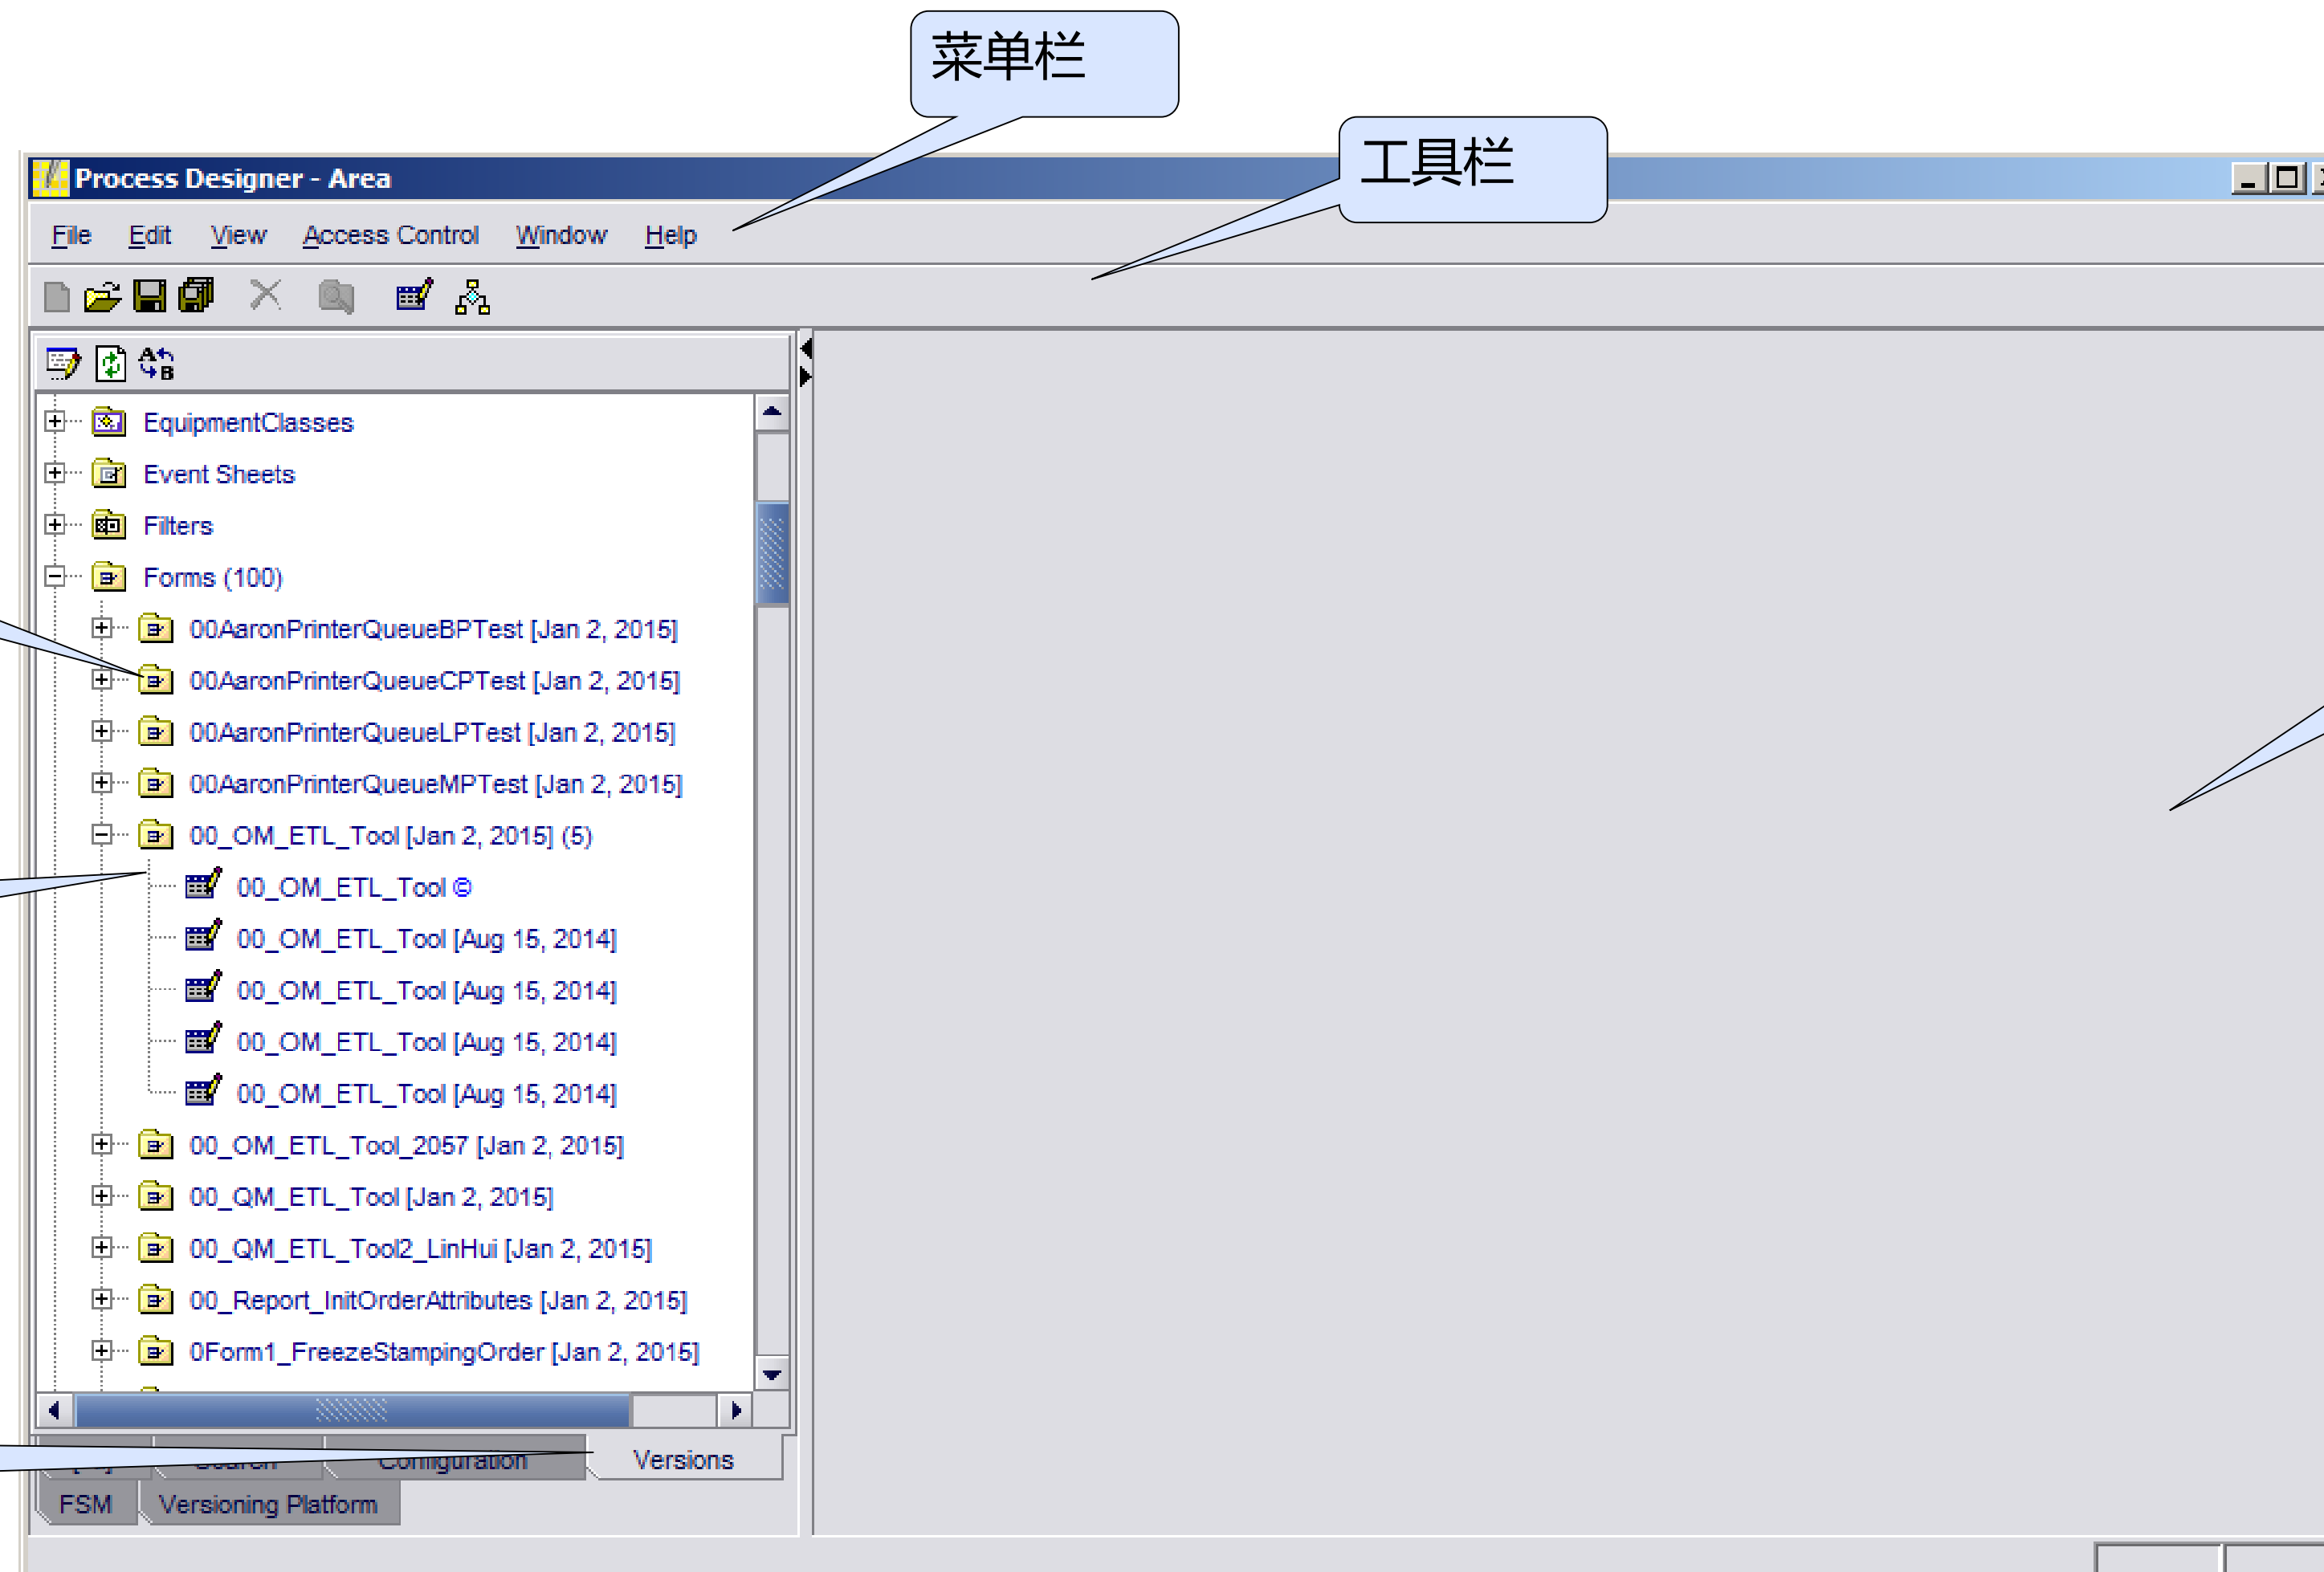 菜单栏
工具栏
Process Designer - Area
File Edit View Access Control Window Help
EquipmentClasses
Event Sheets
Filters
Forms (100)
00AaronPrinterQueueBPTest [Jan 2, 2015]
00AaronPrinterQueueCPTest [Jan 2, 2015]
00AaronPrinterQueueLPTest [Jan 2, 2015]
00AaronPrinterQueueMPTest [Jan 2, 2015]
00_OM_ETL_Tool [Jan 2, 2015] (5)
00_OM_ETL_Tool ©
00_OM_ETL_Tool [Aug 15, 2014]
00_OM_ETL_Tool [Aug 15, 2014]
00_OM_ETL_Tool [Aug 15, 2014]
00_OM_ETL_Tool [Aug 15, 2014]
00_OM_ETL_Tool_2057 [Jan 2, 2015]
00_QM_ETL_Tool [Jan 2, 2015]
00_QM_ETL_Tool2_LinHui [Jan 2, 2015]
00_Report_InitOrderAttributes [Jan 2, 2015]
0Form1_FreezeStampingOrder [Jan 2, 2015]
Search Configuration Versions
FSM Versioning Platform